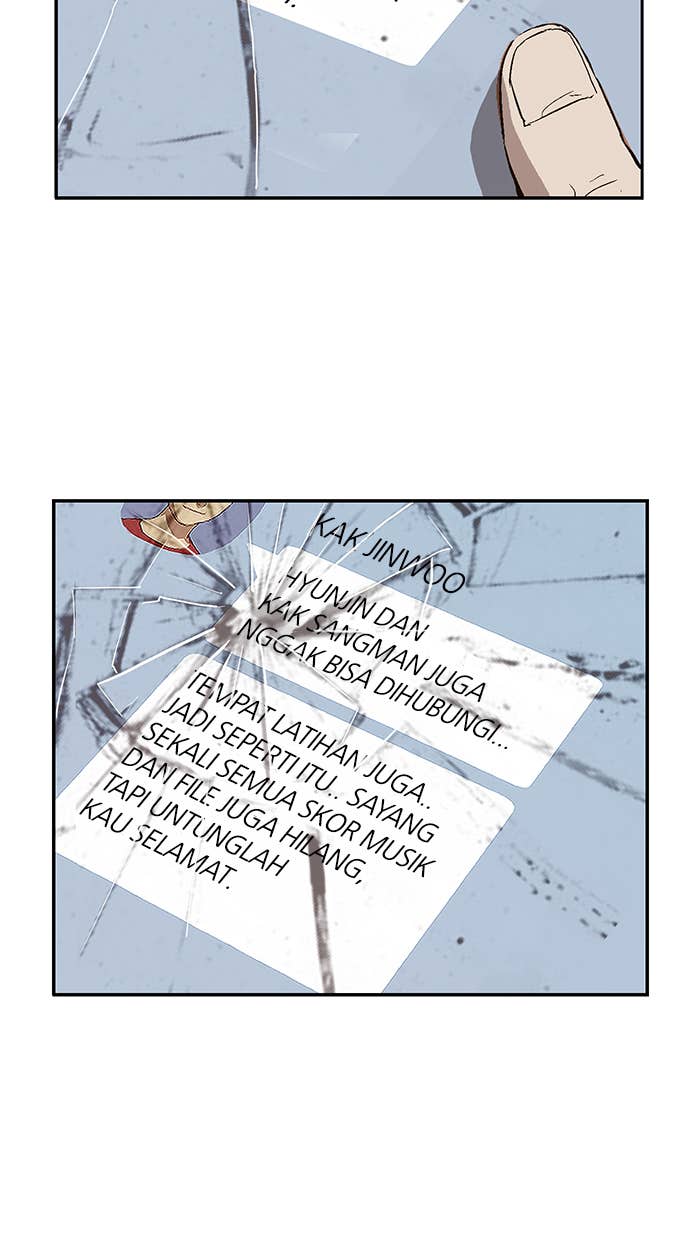 KAK JINWOO
HYUNJIN DAN
KAK SANGMAN JUGA
NGGAK BISA DIHUBUNGI...
TEMPAT LATIHAN JUGA..
JADI SEPERTI ITU.. SAYANG
SEKALI SEMUA SKOR MUSIK
DAN FILE JUGA HILANG,
TAPI UNTUNGLAH
KAU SELAMAT.